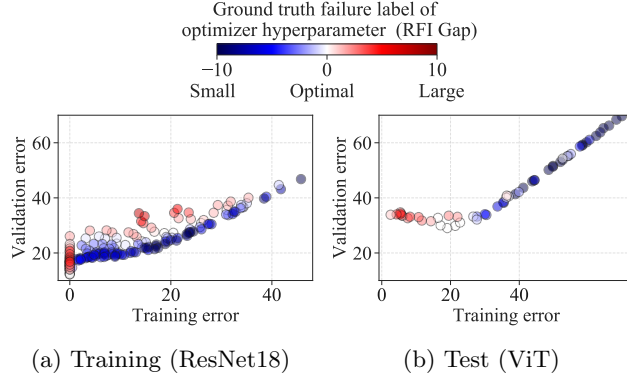 Ground truth failure label of
optimizer hyperparameter (RFI Gap)
−10 0 10
Small Optimal Large
Validation error
60
40
20
0 20 40
Training error
Validation error
60
40
20
0 20 40
Training error
(a) Training (ResNet18)
(b) Test (ViT)